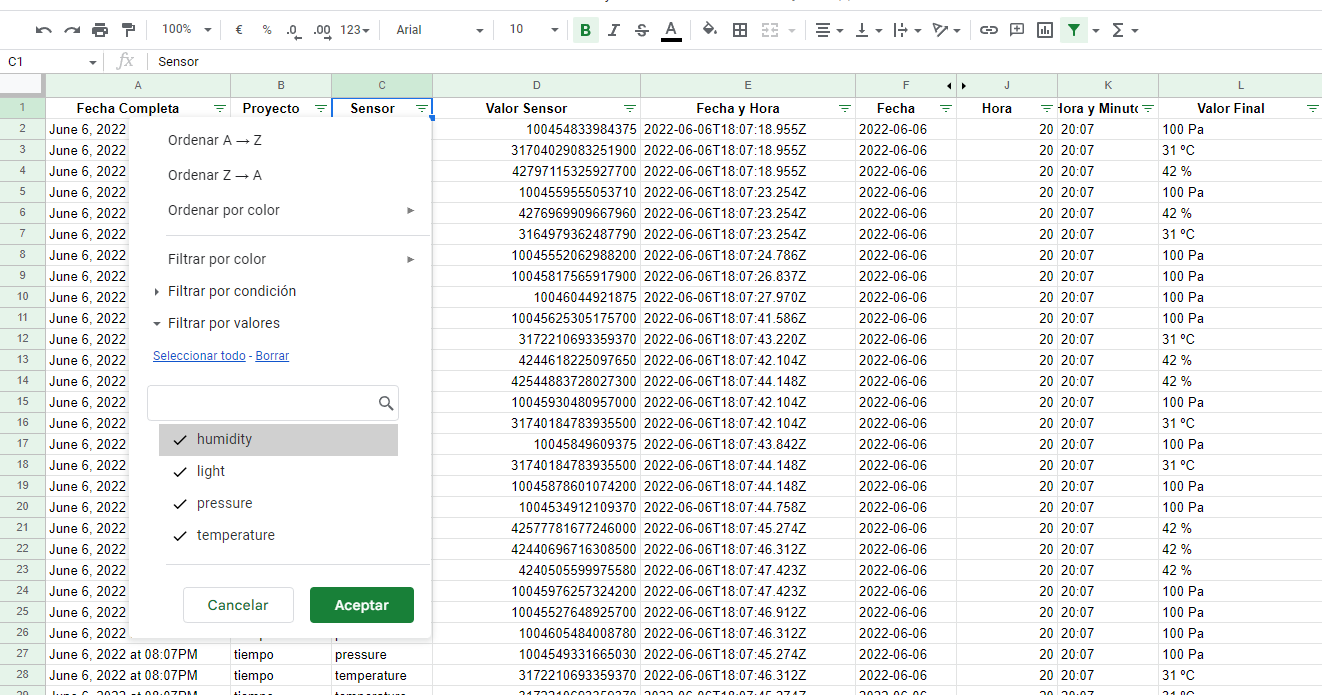 100% € % .0 .00 123 Arial 10 B I S A Σ
C1 fx Sensor
A B C D E F J K L
1 Fecha Completa Proyecto Sensor Valor Sensor Fecha y Hora Fecha Hora Hora y Minuto Valor Final
2 June 6, 2022 100454833984375 2022-06-06T18:07:18.955Z 2022-06-06 20 20:07 100 Pa
3 June 6, 2022 31704029083251900 2022-06-06T18:07:18.955Z 2022-06-06 20 20:07 31 ºC
4 June 6, 2022 42797115325927700 2022-06-06T18:07:18.955Z 2022-06-06 20 20:07 42 %
5 June 6, 2022 1004559555053710 2022-06-06T18:07:23.254Z 2022-06-06 20 20:07 100 Pa
6 June 6, 2022 4276969909667960 2022-06-06T18:07:23.254Z 2022-06-06 20 20:07 42 %
7 June 6, 2022 3164979362487790 2022-06-06T18:07:23.254Z 2022-06-06 20 20:07 31 ºC
8 June 6, 2022 10045552062988200 2022-06-06T18:07:24.786Z 2022-06-06 20 20:07 100 Pa
9 June 6, 2022 10045817565917900 2022-06-06T18:07:26.837Z 2022-06-06 20 20:07 100 Pa
10 June 6, 2022 10046044921875 2022-06-06T18:07:27.970Z 2022-06-06 20 20:07 100 Pa
11 June 6, 2022 10045625305175700 2022-06-06T18:07:41.586Z 2022-06-06 20 20:07 100 Pa
12 June 6, 2022 3172210693359370 2022-06-06T18:07:43.220Z 2022-06-06 20 20:07 31 ºC
13 June 6, 2022 4244618225097650 2022-06-06T18:07:42.104Z 2022-06-06 20 20:07 42 %
14 June 6, 2022 42544883728027300 2022-06-06T18:07:44.148Z 2022-06-06 20 20:07 42 %
15 June 6, 2022 10045930480957000 2022-06-06T18:07:42.104Z 2022-06-06 20 20:07 100 Pa
16 June 6, 2022 31740184783935500 2022-06-06T18:07:42.104Z 2022-06-06 20 20:07 31 ºC
17 June 6, 2022 10045849609375 2022-06-06T18:07:43.842Z 2022-06-06 20 20:07 100 Pa
18 June 6, 2022 31740184783935500 2022-06-06T18:07:44.148Z 2022-06-06 20 20:07 31 ºC
19 June 6, 2022 10045878601074200 2022-06-06T18:07:44.148Z 2022-06-06 20 20:07 100 Pa
20 June 6, 2022 1004534912109370 2022-06-06T18:07:44.758Z 2022-06-06 20 20:07 100 Pa
21 June 6, 2022 42577781677246000 2022-06-06T18:07:45.274Z 2022-06-06 20 20:07 42 %
22 June 6, 2022 42440696716308500 2022-06-06T18:07:46.312Z 2022-06-06 20 20:07 42 %
23 June 6, 2022 4240505599975580 2022-06-06T18:07:47.423Z 2022-06-06 20 20:07 42 %
24 June 6, 2022 10045976257324200 2022-06-06T18:07:47.423Z 2022-06-06 20 20:07 100 Pa
25 June 6, 2022 10045527648925700 2022-06-06T18:07:46.912Z 2022-06-06 20 20:07 100 Pa
26 June 6, 2022 1004605484008780 2022-06-06T18:07:46.312Z 2022-06-06 20 20:07 100 Pa
27 June 6, 2022 at 08:07PM tiempo pressure 1004549331665030 2022-06-06T18:07:45.274Z 2022-06-06 20 20:07 100 Pa
28 June 6, 2022 at 08:07PM tiempo temperature 3172210693359370 2022-06-06T18:07:46.312Z 2022-06-06 20 20:07 31 ºC
Ordenar A → Z
Ordenar Z → A
Ordenar por color
Filtrar por color
Filtrar por condición
Filtrar por valores
Seleccionar todo - Borrar
humidity
light
pressure
temperature
Cancelar Aceptar